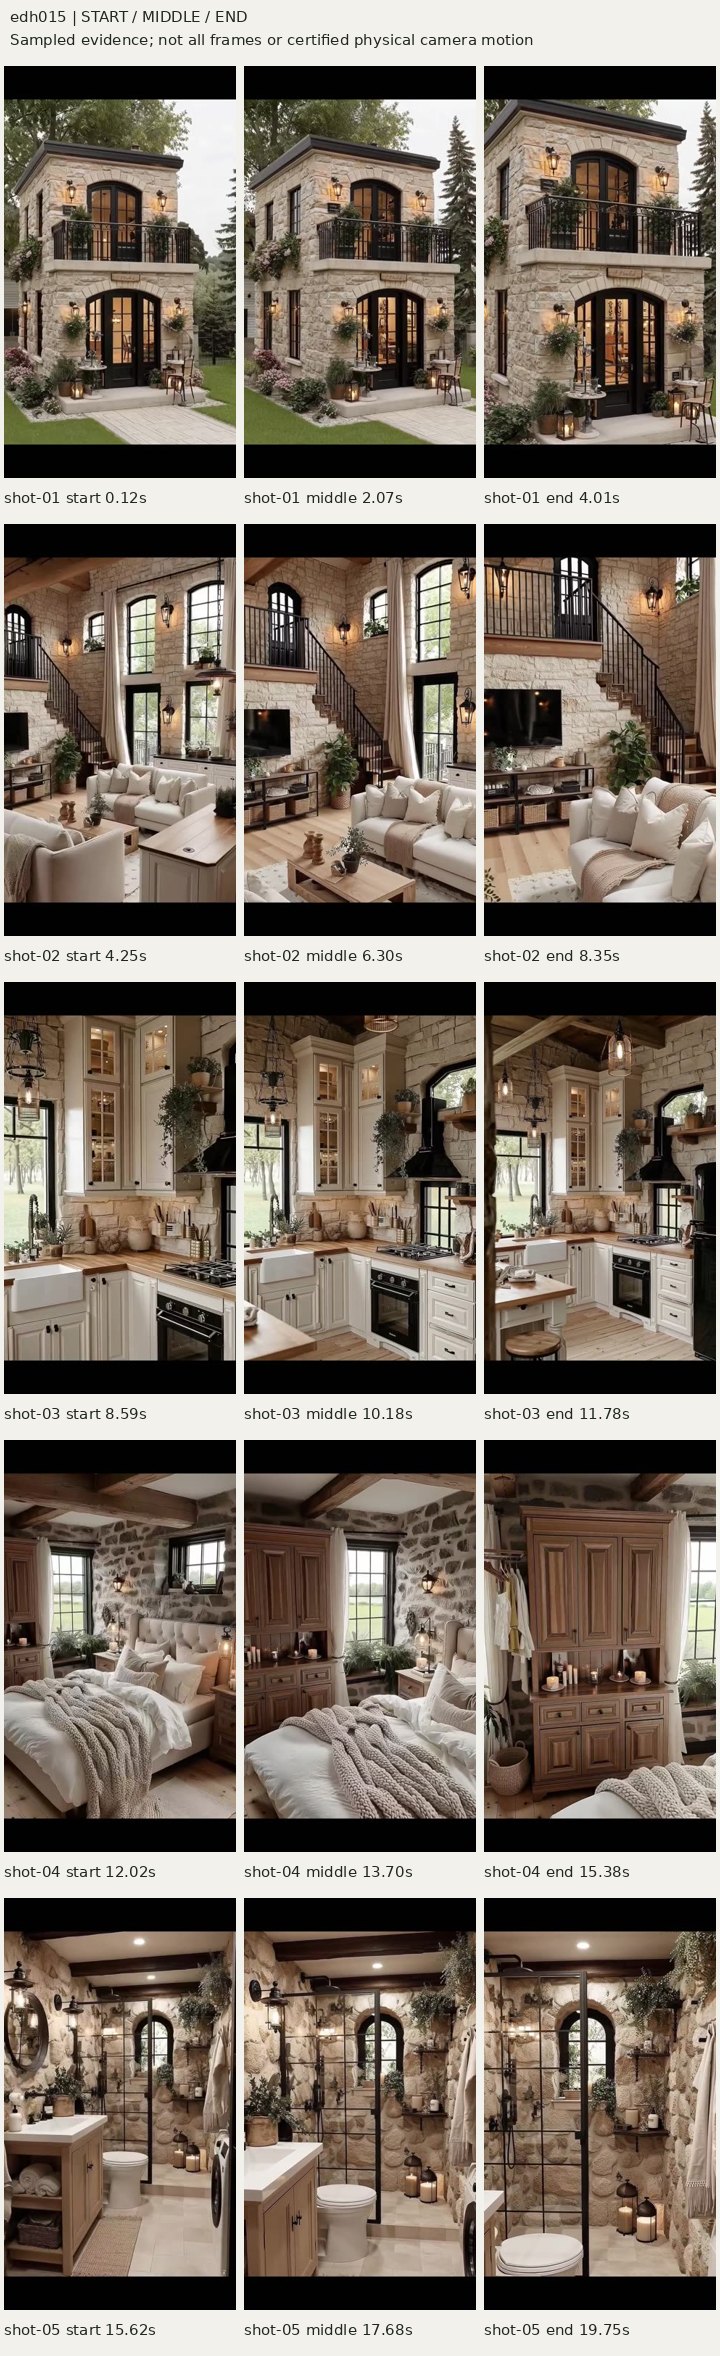 edh015 | START / MIDDLE / END
Sampled evidence; not all frames or certified physical camera motion
shot-01 start 0.12s
shot-01 middle 2.07s
shot-01 end 4.01s
shot-02 start 4.25s
shot-02 middle 6.30s
shot-02 end 8.35s
shot-03 start 8.59s
shot-03 middle 10.18s
shot-03 end 11.78s
shot-04 start 12.02s
shot-04 middle 13.70s
shot-04 end 15.38s
shot-05 start 15.62s
shot-05 middle 17.68s
shot-05 end 19.75s